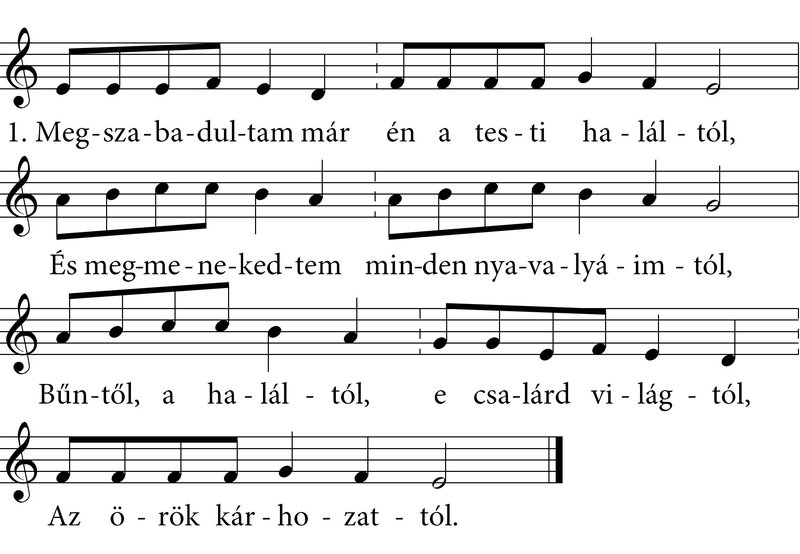 1. Meg-sza-ba-dul-tam már én a tes-ti ha-lál-tól,
És meg-me-ne-ked-tem min-den nya-va-lyá-im-tól,
Bűn-től, a ha-lál-tól, e csa-lárd vi-lág-tól,
Az ö-rök kár-ho-zat-tól.